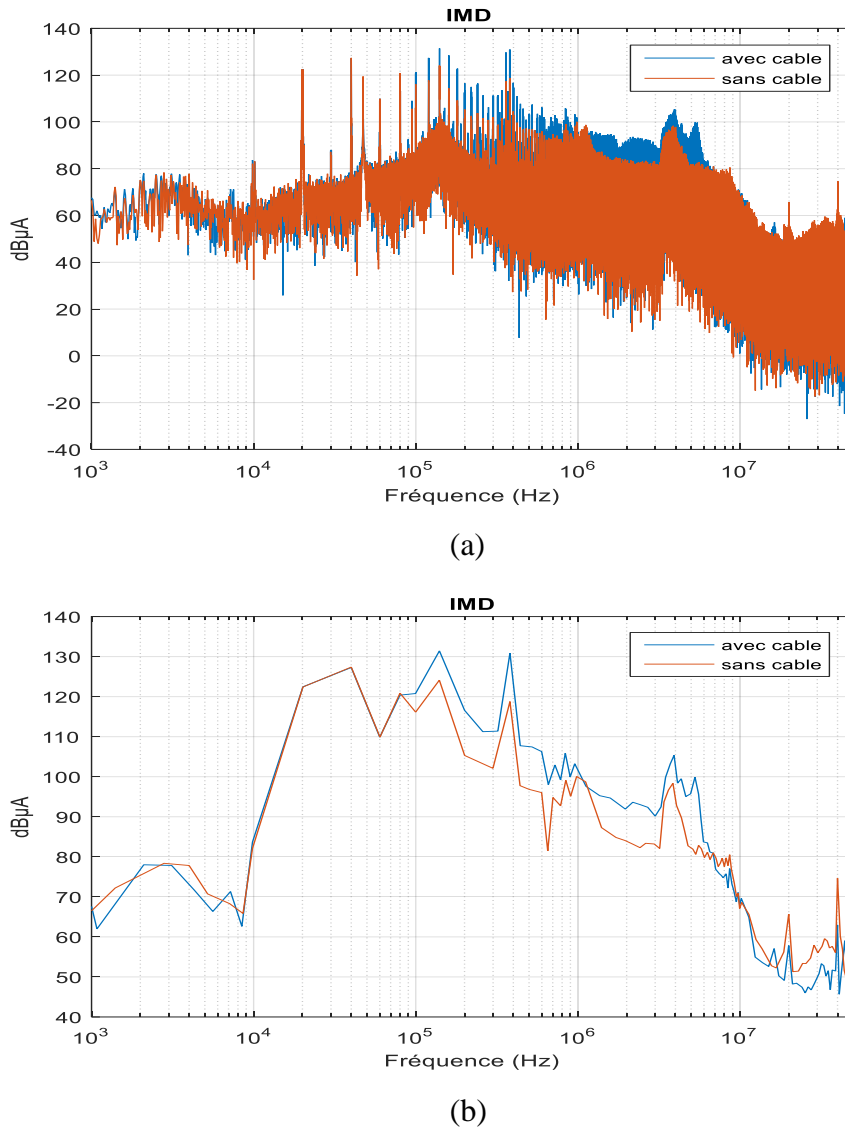 IMD
140
120
100
80
60
40
20
0
-20
-40
dBµA
avec cable
sans cable
10³ 10⁴ 10⁵ 10⁶ 10⁷
Fréquence (Hz)
(a)
IMD
140
130
120
110
100
90
80
70
60
50
40
dBµA
avec cable
sans cable
10³ 10⁴ 10⁵ 10⁶ 10⁷
Fréquence (Hz)
(b)